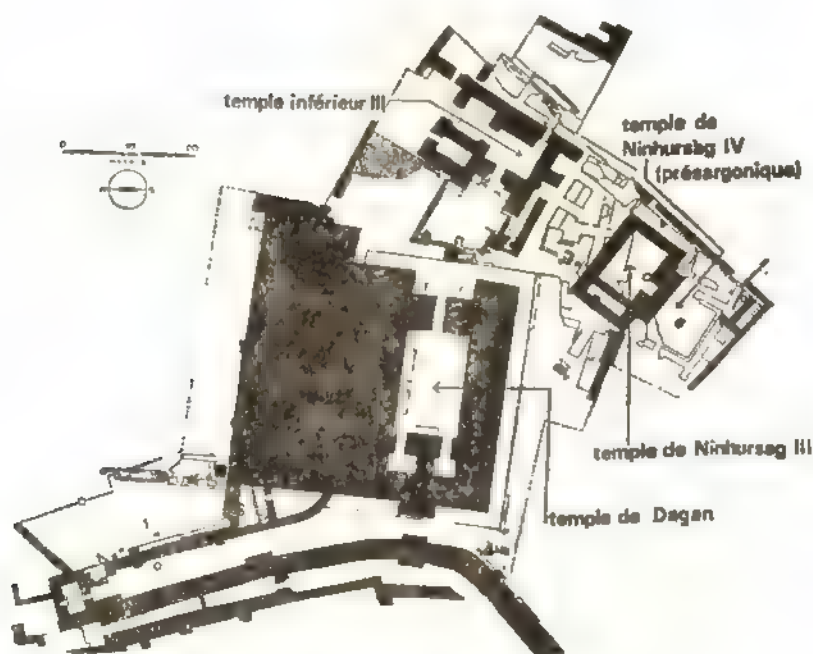 temple inférieur III
temple de
Ninhursag IV
(présargonique)
temple de Ninhursag III
temple de Dagan